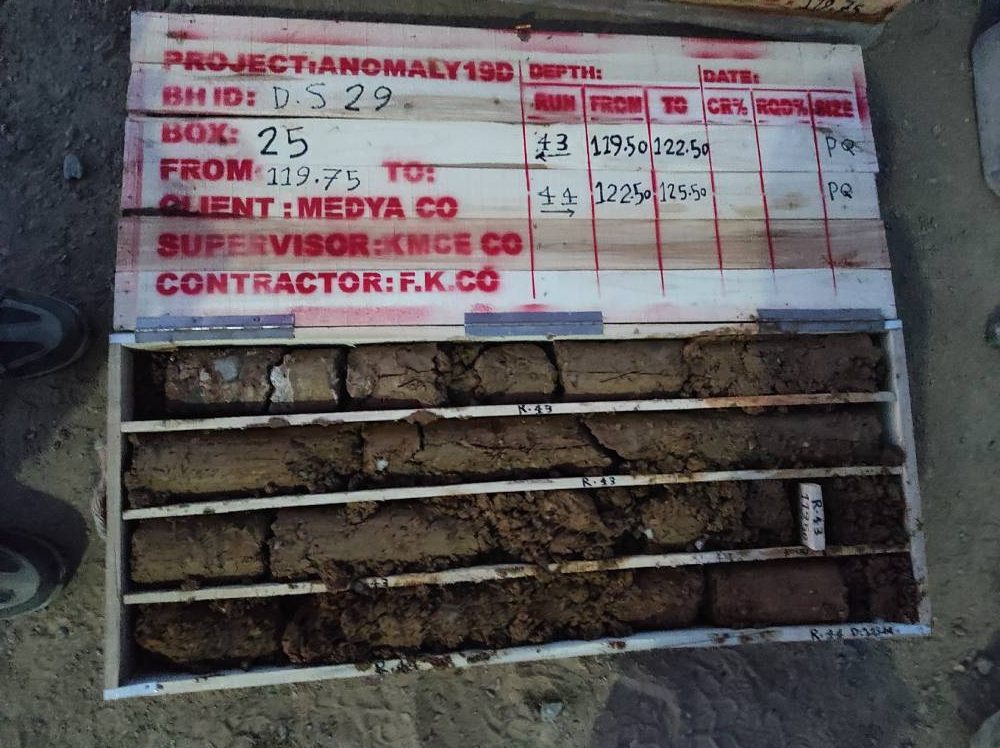 PROJECT:ANOMALY19D
DEPTH: DATE:
BH ID: D.S 29
RUN FROM TO CR% RQD% SIZE
BOX: 25
43 119.50 122.50 PQ
FROM 119.75 TO:
44 122.50 125.50 PQ
CLIENT : MEDYA CO
SUPERVISOR:KMCE CO
CONTRACTOR: F.K.CO
R.43
R.43
R.43